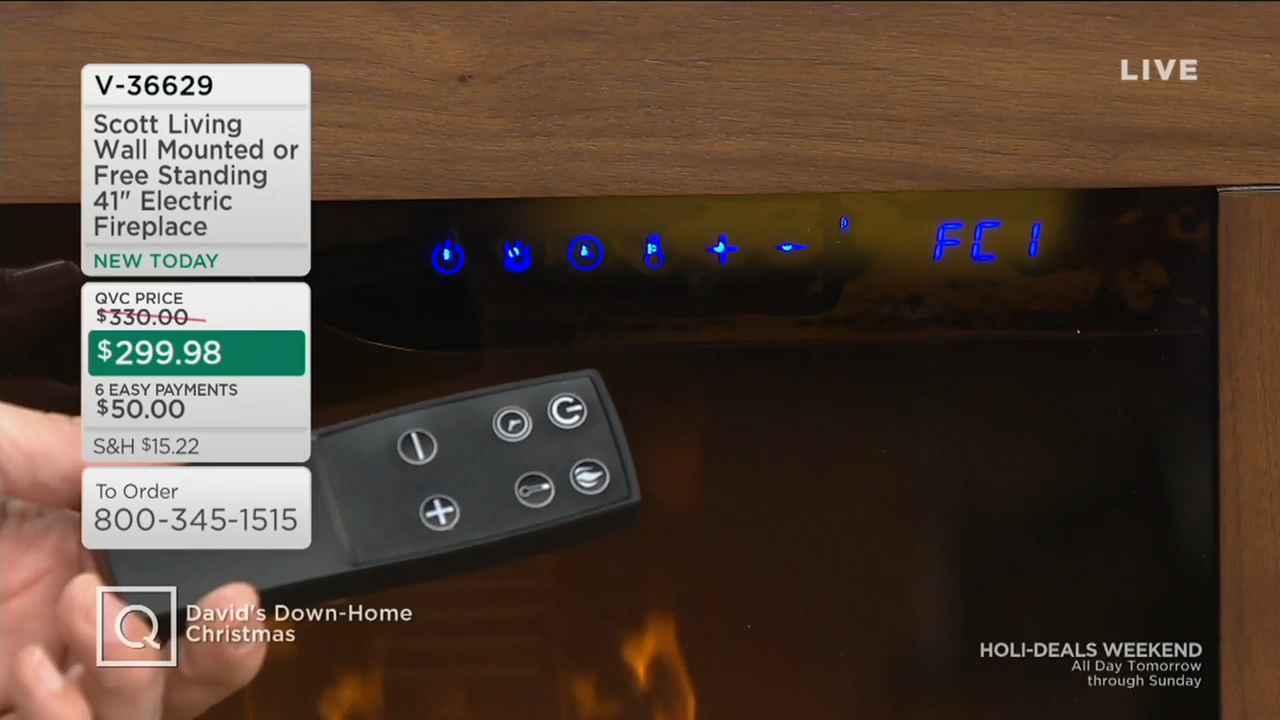 V-36629
Scott Living
Wall Mounted or
Free Standing
41" Electric
Fireplace
NEW TODAY
QVC PRICE
$330.00
$299.98
6 EASY PAYMENTS
$50.00
S&H $15.22
To Order
800-345-1515
Q
David's Down-Home
Christmas
LIVE
FC1
HOLI-DEALS WEEKEND
All Day Tomorrow
through Sunday